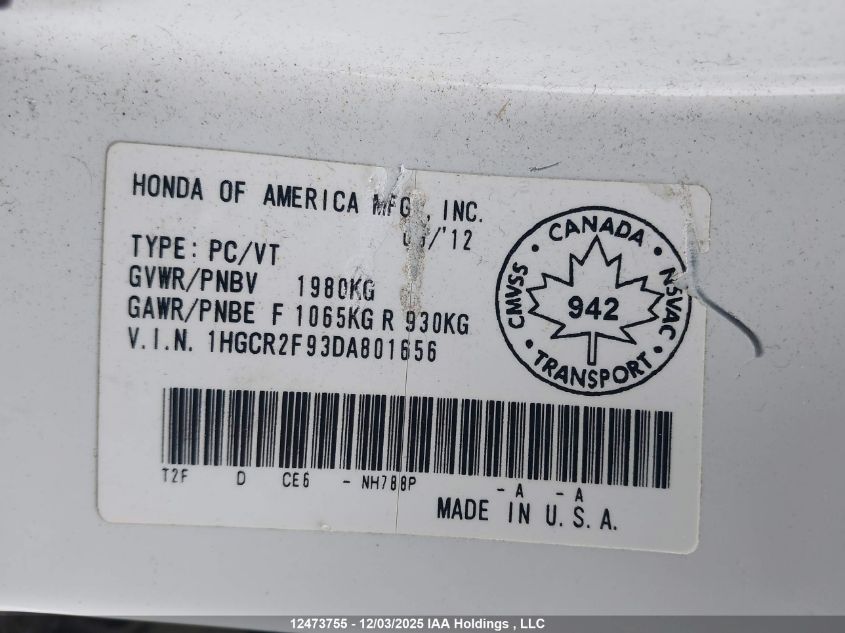 HONDA OF AMERICA MFG., INC.
/'12
TYPE: PC/VT
GVWR/PNBV 1980KG
GAWR/PNBE F 1065KG R 930KG
V.I.N. 1HGCR2F93DA801656
CANADA
CMVSS 942 NSVAC
TRANSPORT
T2F D CE6 - NH788P - A - A
MADE IN U.S.A.
12473755 - 12/03/2025 IAA Holdings , LLC